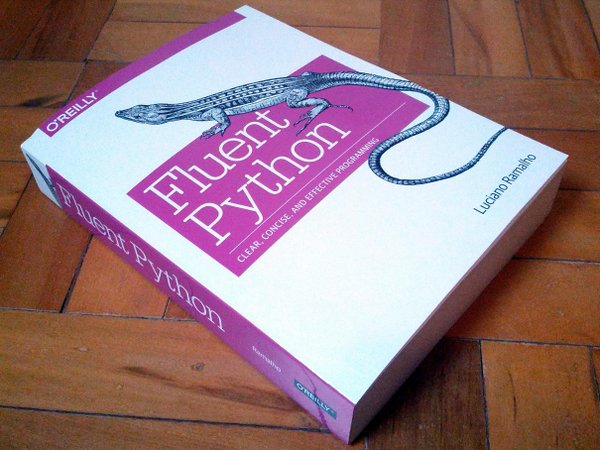 O'REILLY
Fluent
Python
CLEAR, CONCISE, AND EFFECTIVE PROGRAMMING
Luciano Ramalho
Fluent Python
Ramalho
O'REILLY